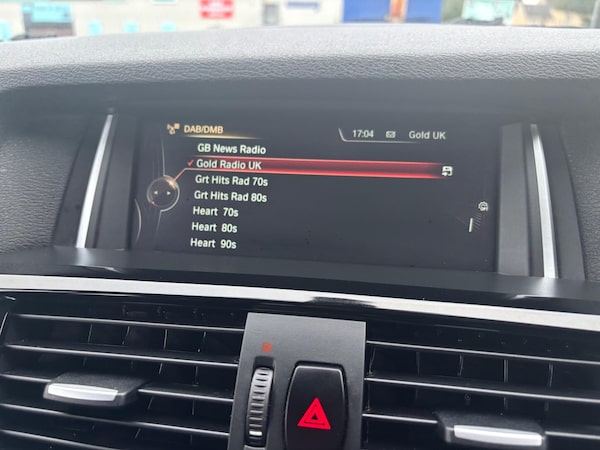 DAB/DMB
17:04
Gold UK
GB News Radio
Gold Radio UK
Grt Hits Rad 70s
Grt Hits Rad 80s
Heart 70s
Heart 80s
Heart 90s
OFF